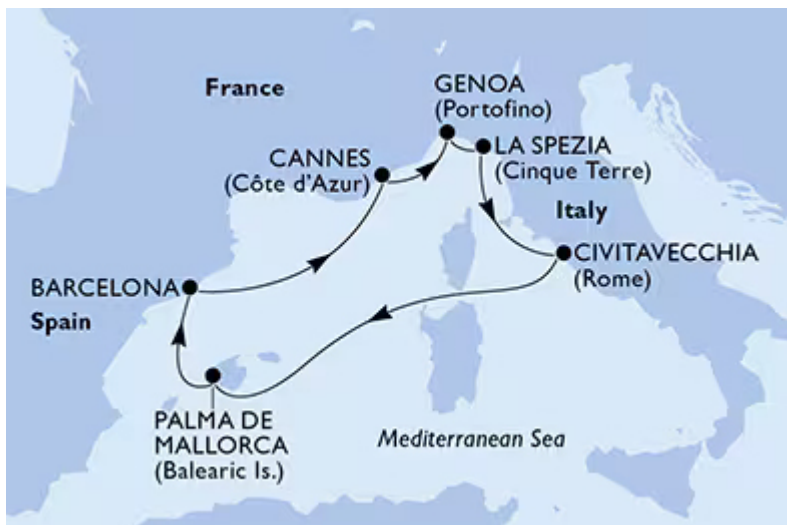 France
GENOA
(Portofino)
CANNES
(Côte d'Azur)
LA SPEZIA
(Cinque Terre)
Italy
CIVITAVECCHIA
(Rome)
BARCELONA
Spain
PALMA DE
MALLORCA
(Balearic Is.)
Mediterranean Sea